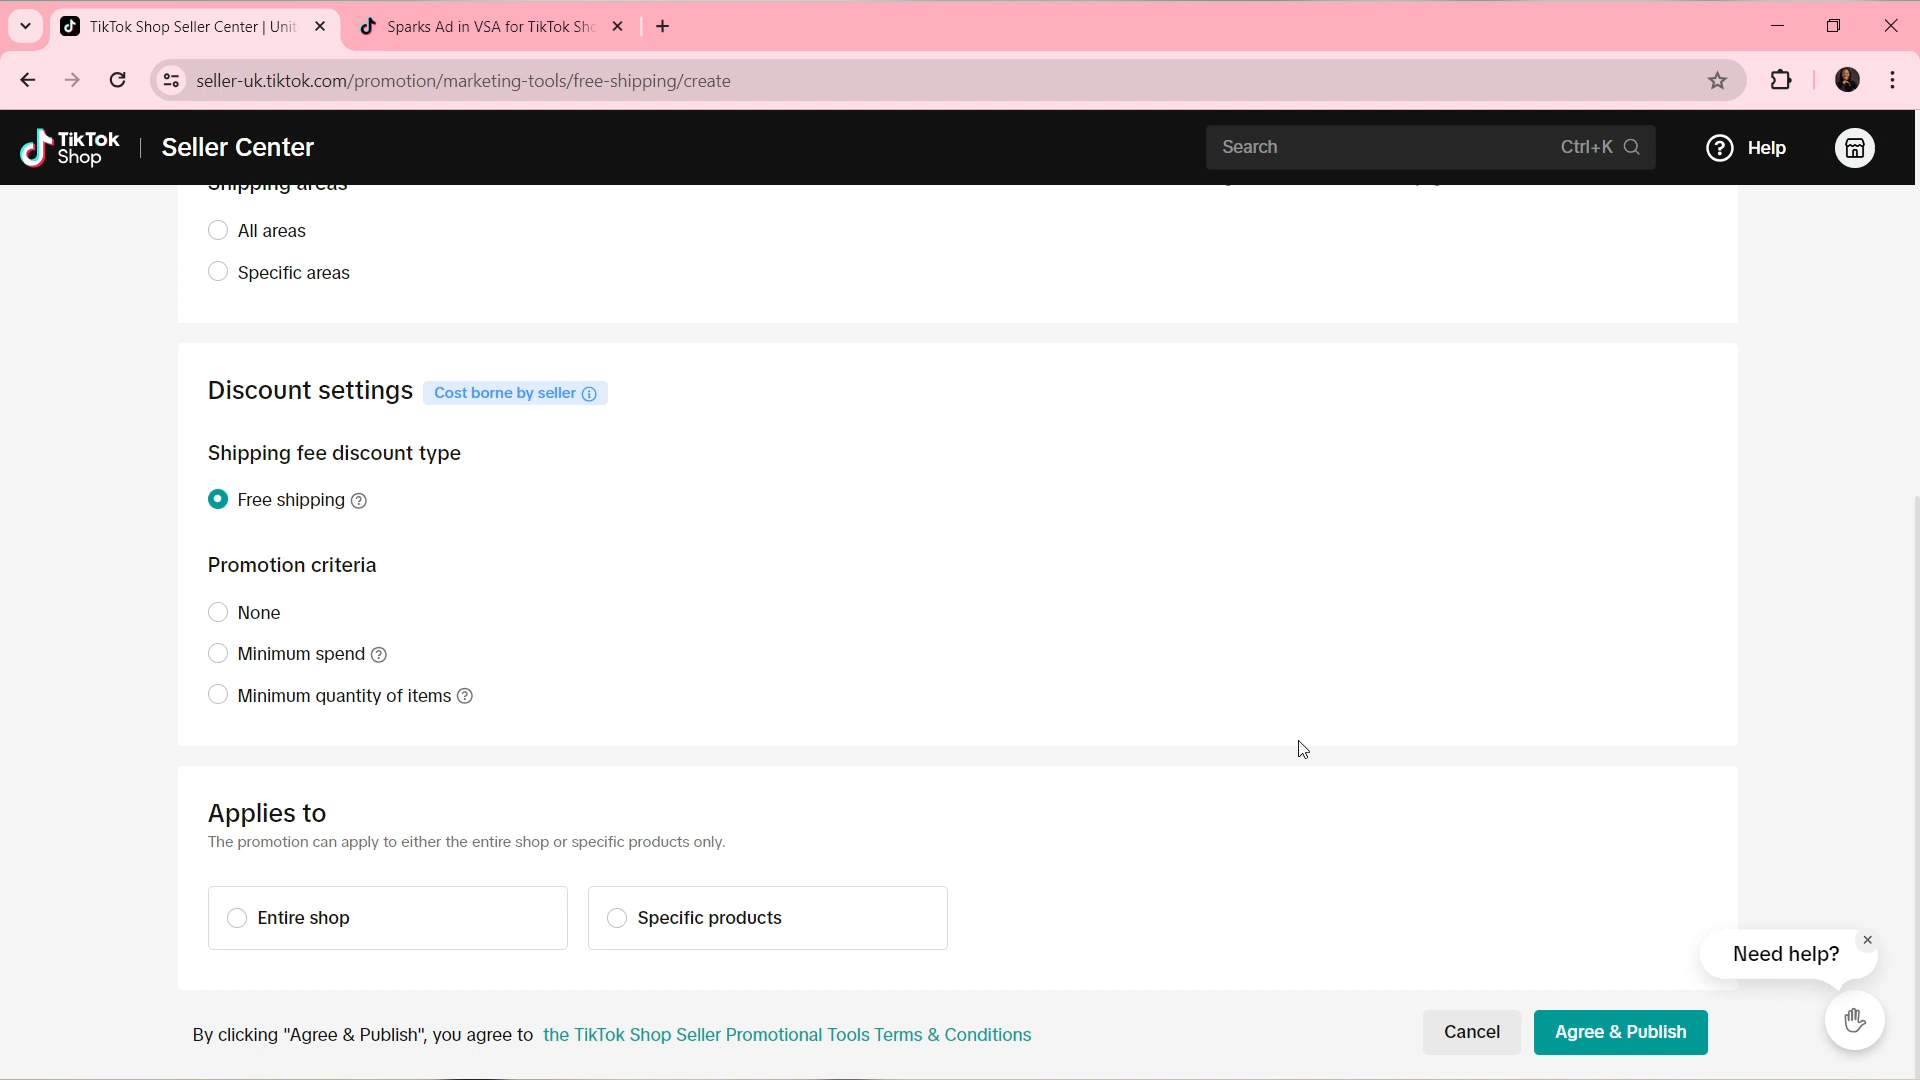 TikTok Shop Seller Center | Unit
Sparks Ad in VSA for TikTok Sho
seller-uk.tiktok.com/promotion/marketing-tools/free-shipping/create
TikTok
Shop
Seller Center
Search
Ctrl+K
Help
Shipping areas
All areas
Specific areas
Discount settings
Cost borne by seller
Shipping fee discount type
Free shipping
Promotion criteria
None
Minimum spend
Minimum quantity of items
Applies to
The promotion can apply to either the entire shop or specific products only.
Entire shop
Specific products
Need help?
By clicking "Agree & Publish", you agree to the TikTok Shop Seller Promotional Tools Terms & Conditions
Cancel
Agree & Publish